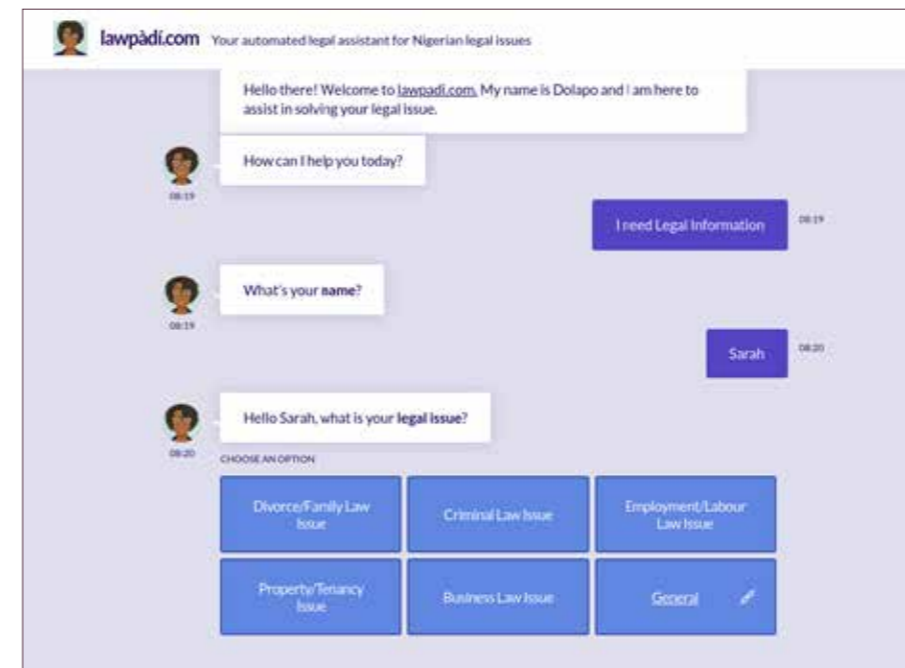 lawpàdí.com Your automated legal assistant for Nigerian legal issues
Hello there! Welcome to lawpadi.com. My name is Dolapo and I am here to
assist in solving your legal issue.
How can I help you today?
08:19
I need Legal Information
08:19
What's your name?
08:19
Sarah
08:20
Hello Sarah, what is your legal issue?
08:20
CHOOSE AN OPTION
Divorce/Family Law
Issue
Criminal Law Issue
Employment/Labour
Law Issue
Property/Tenancy
Issue
Business Law Issue
General